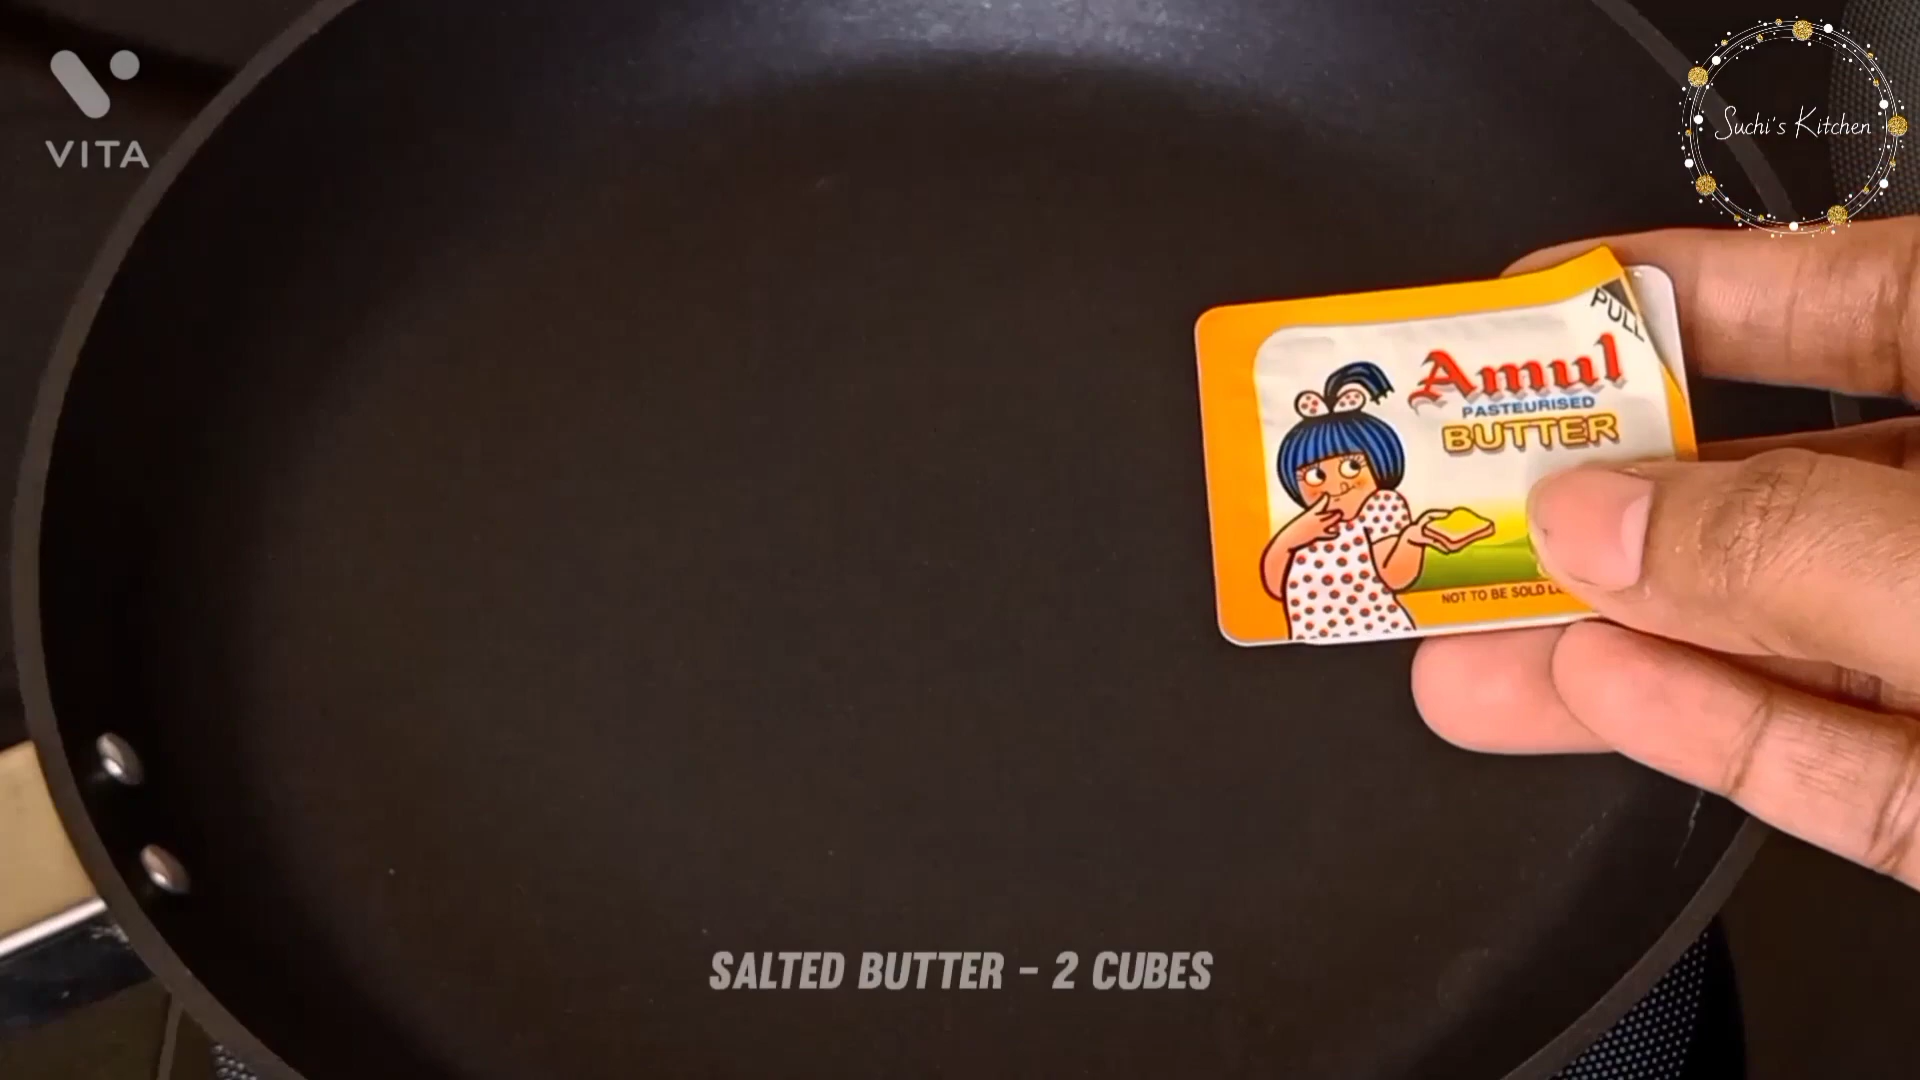 VITA
Suchi's Kitchen
PULL
Amul
PASTEURISED
BUTTER
NOT TO BE SOLD
SALTED BUTTER - 2 CUBES